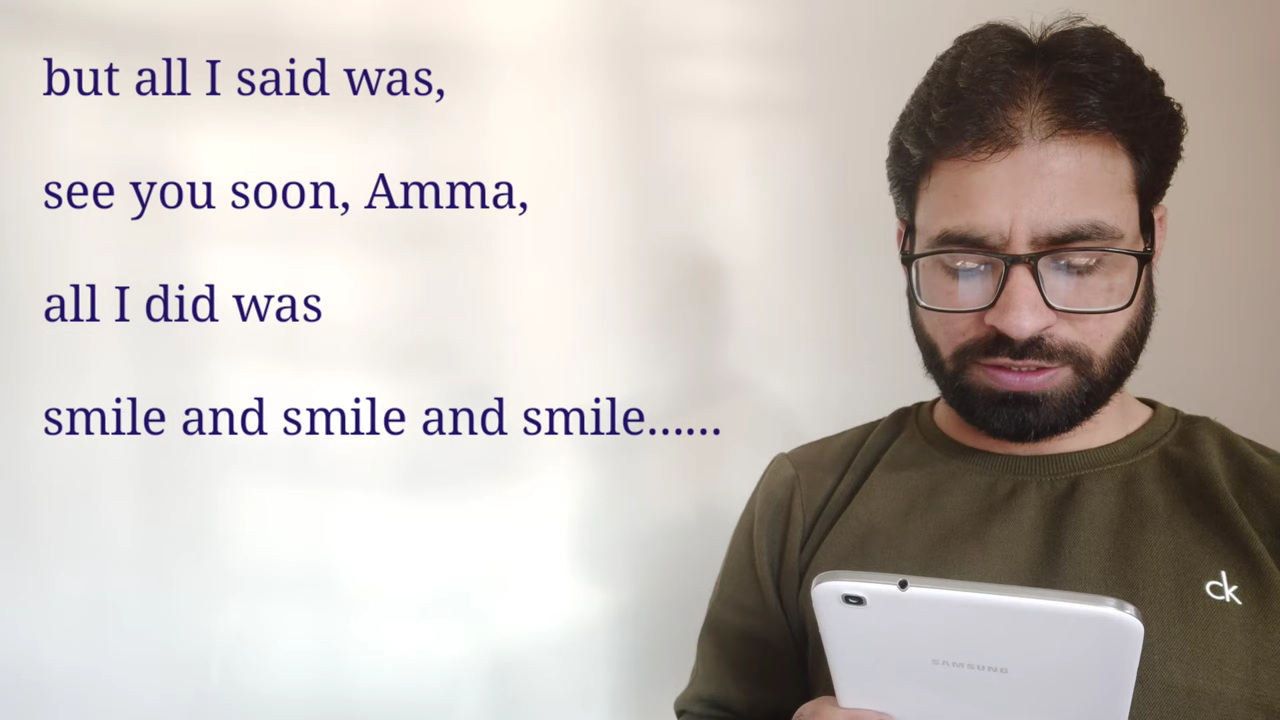 but all I said was,
see you soon, Amma,
all I did was
smile and smile and smile......
ck
SAMSUNG